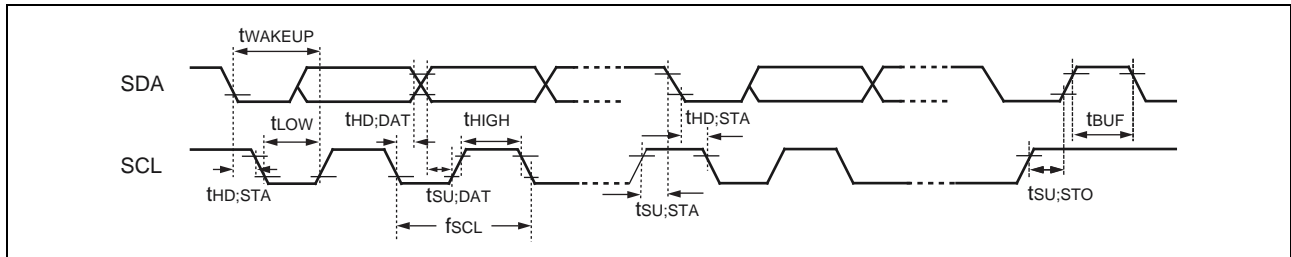 tWAKEUP
SDA
tLOW
tHD;DAT
tHIGH
tHD;STA
tBUF
SCL
tHD;STA
tSU;DAT
tSU;STA
tSU;STO
fSCL